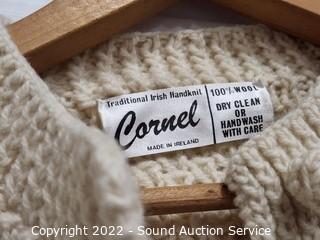 Traditional Irish Handknit
Cornel
MADE IN IRELAND
100% WOOL
DRY CLEAN
OR
HANDWASH
WITH CARE
Copyright 2022 - Sound Auction Service